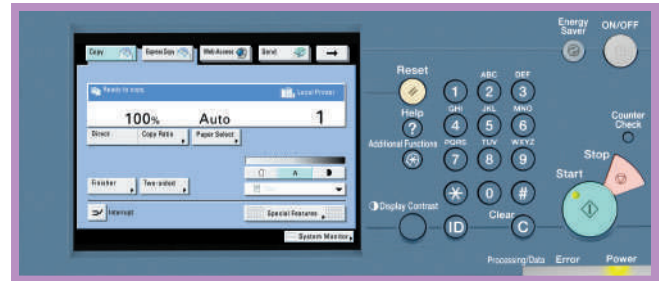 Copy Express Copy Web Access Send
Ready to copy. Local Printer
100% Auto 1
Direct Copy Ratio Paper Select
A
Finisher Two-sided
Interrupt Special Features
System Monitor
Energy Saver ON/OFF
Reset
ABC DEF
1 2 3
Help ?
GHI JKL MNO
4 5 6
Counter Check
Additional Functions
PQRS TUV WXYZ
7 8 9
Stop
Start
0 #
Display Contrast
Clear
ID C
Processing/Data Error Power